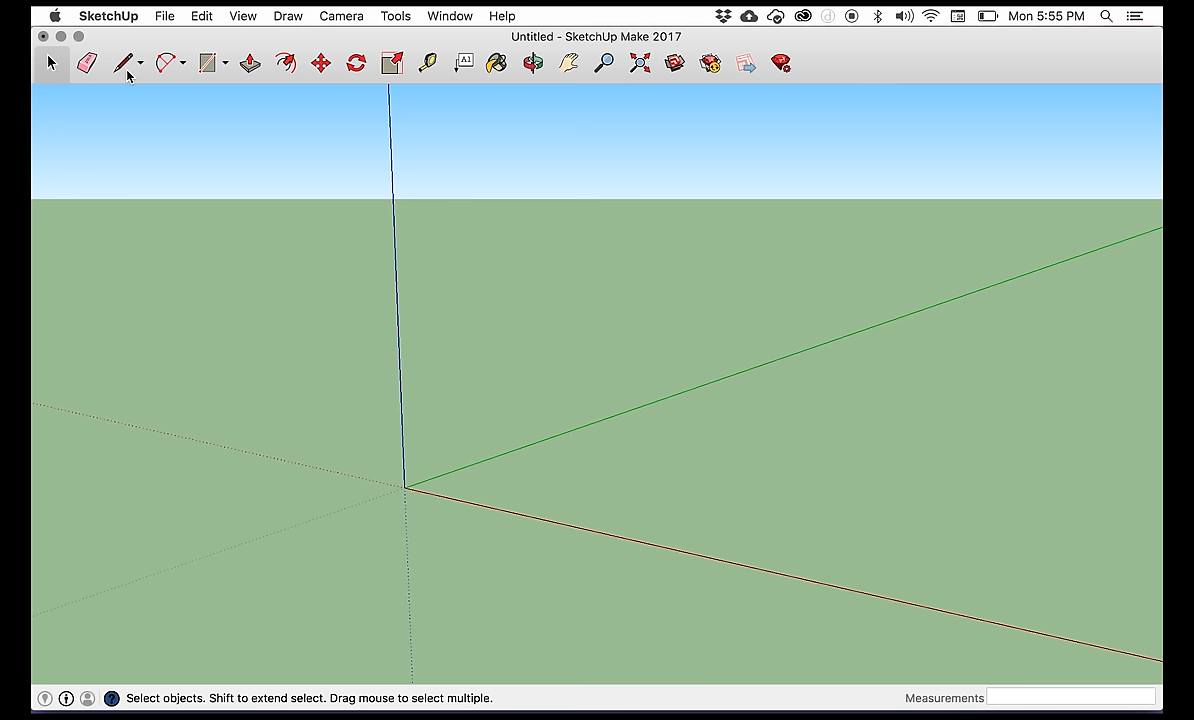 SketchUp File Edit View Draw Camera Tools Window Help Mon 5:55 PM
Untitled - SketchUp Make 2017
A1
Select objects. Shift to extend select. Drag mouse to select multiple. Measurements